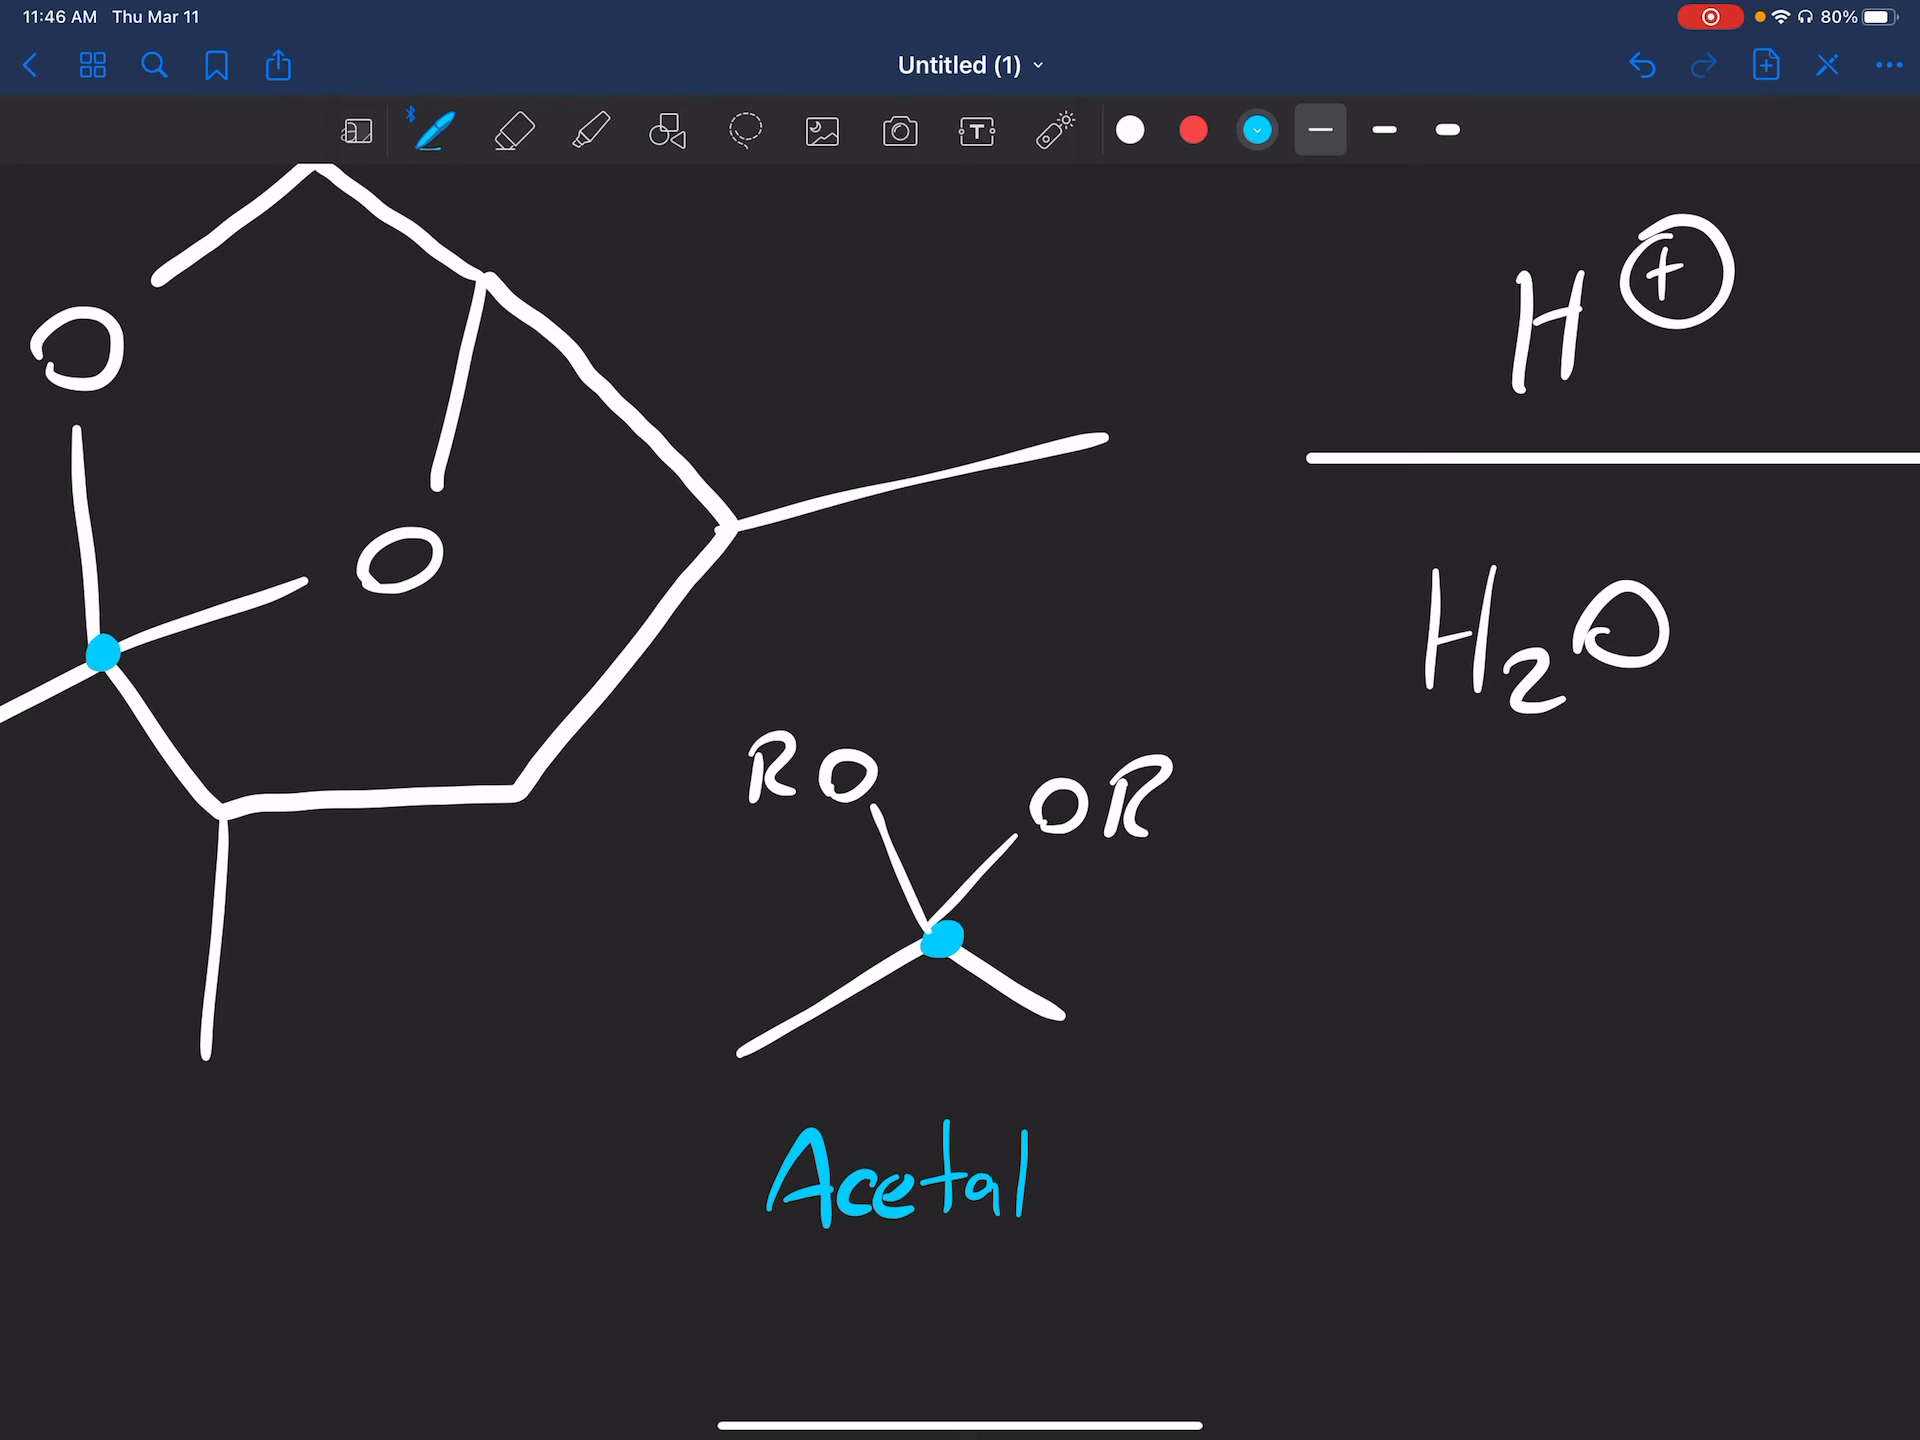 11:46 AM Thu Mar 11
80%
Untitled (1)
T
H+
O
O
H2O
RO
OR
Acetal